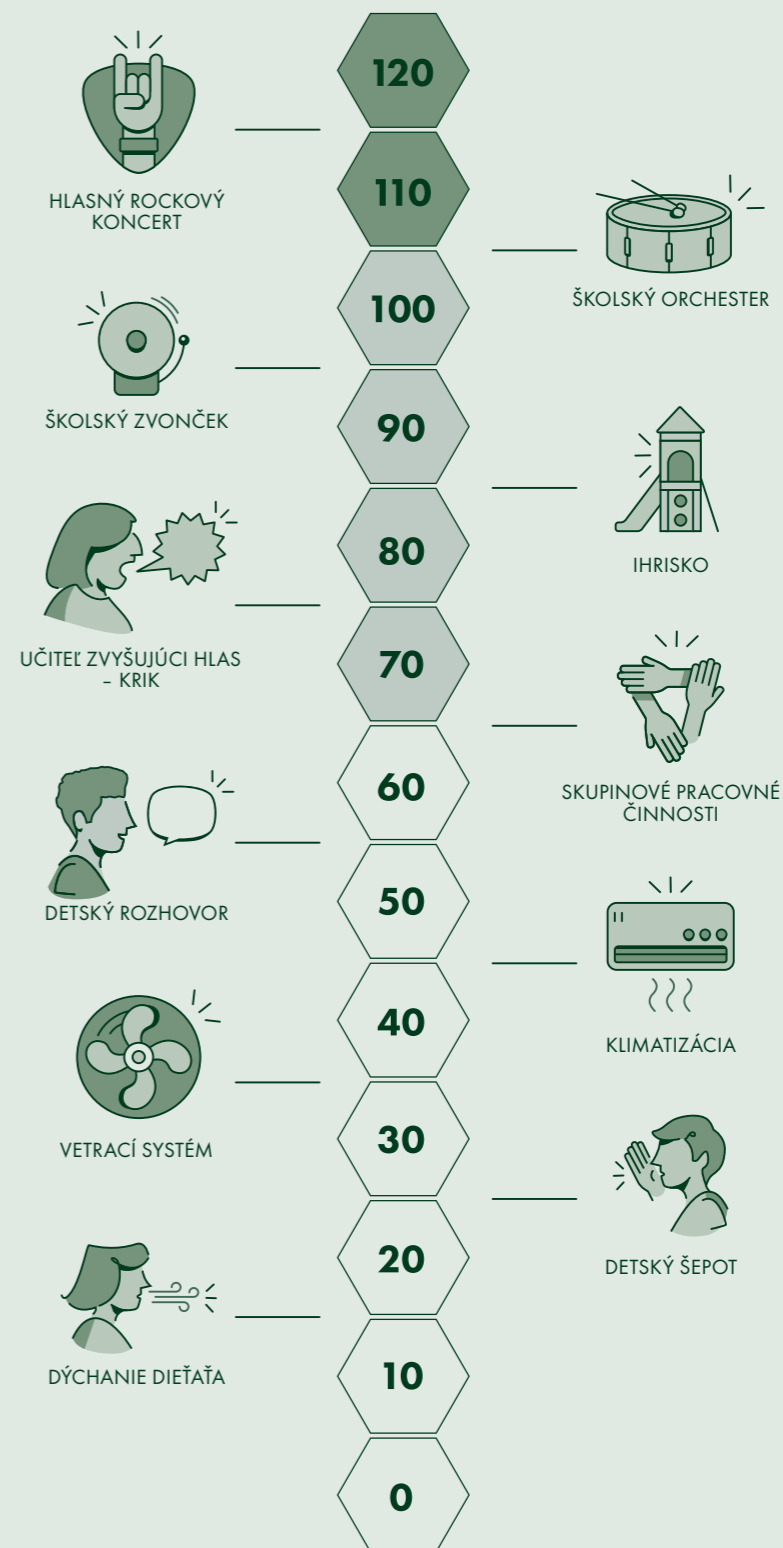 120
HLASNÝ ROCKOVÝ
KONCERT
110
ŠKOLSKÝ ORCHESTER
100
ŠKOLSKÝ ZVONČEK
90
IHRISKO
80
UČITEĽ ZVYŠUJÚCI HLAS
– KRIK
70
SKUPINOVÉ PRACOVNÉ
ČINNOSTI
60
DETSKÝ ROZHOVOR
50
KLIMATIZÁCIA
40
VETRACÍ SYSTÉM
30
DETSKÝ ŠEPOT
20
DÝCHANIE DIEŤAŤA
10
0